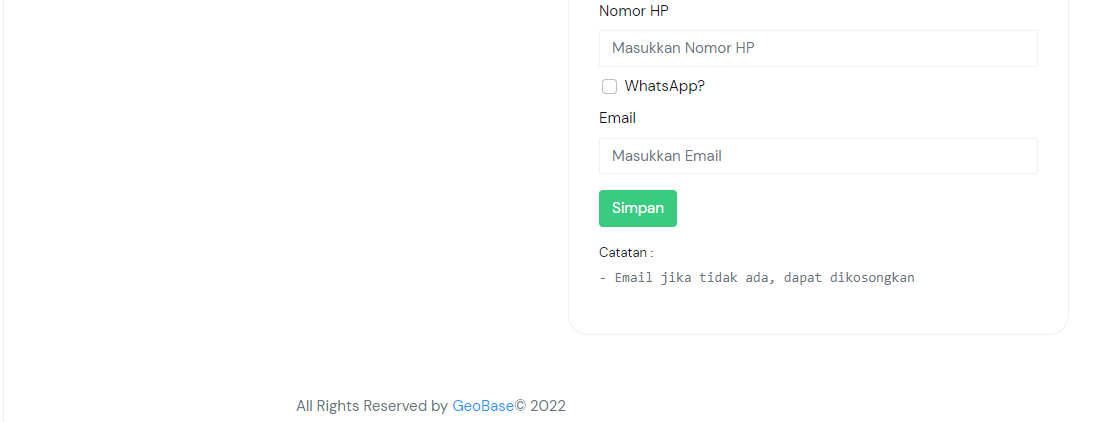 Nomor HP
Masukkan Nomor HP
WhatsApp?
Email
Masukkan Email
Simpan
Catatan :
- Email jika tidak ada, dapat dikosongkan
All Rights Reserved by GeoBase© 2022